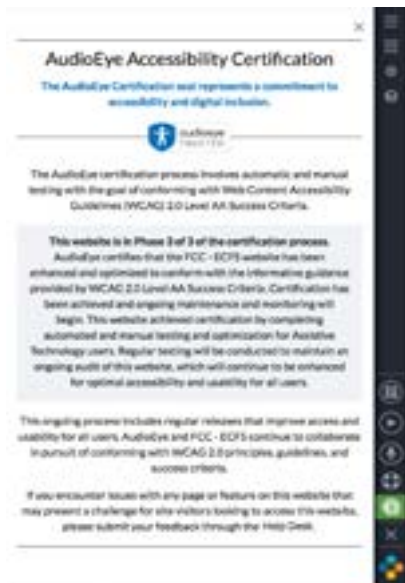 AudioEye Accessibility Certification
The AudioEye Certification seal represents a commitment to
accessibility and digital inclusion.
audioeye
The AudioEye certification process involves automatic and manual
testing with the goal of conforming with Web Content Accessibility
Guidelines (WCAG) 2.0 Level AA Success Criteria.
This website is in Phase 3 of 3 of the certification process.
AudioEye certifies that the FCC - ECFS website has been
enhanced and optimized to conform with the informative guidance
provided by WCAG 2.0 Level AA Success Criteria. Certification has
been achieved and ongoing maintenance and monitoring will
begin. This website achieved certification by completing
automated and manual testing and optimization for Assistive
Technology users. Regular testing will be conducted to maintain an
ongoing audit of this website, which will continue to be enhanced
for optimal accessibility and usability for all users.
This ongoing process includes regular releases that improve access and
usability for all users. AudioEye and FCC - ECFS continue to collaborate
in pursuit of conforming with WCAG 2.0 principles, guidelines, and
success criteria.
If you encounter issues with any page or feature on this website that
may present a challenge for site visitors looking to access this website,
please submit your feedback through the Help Desk.